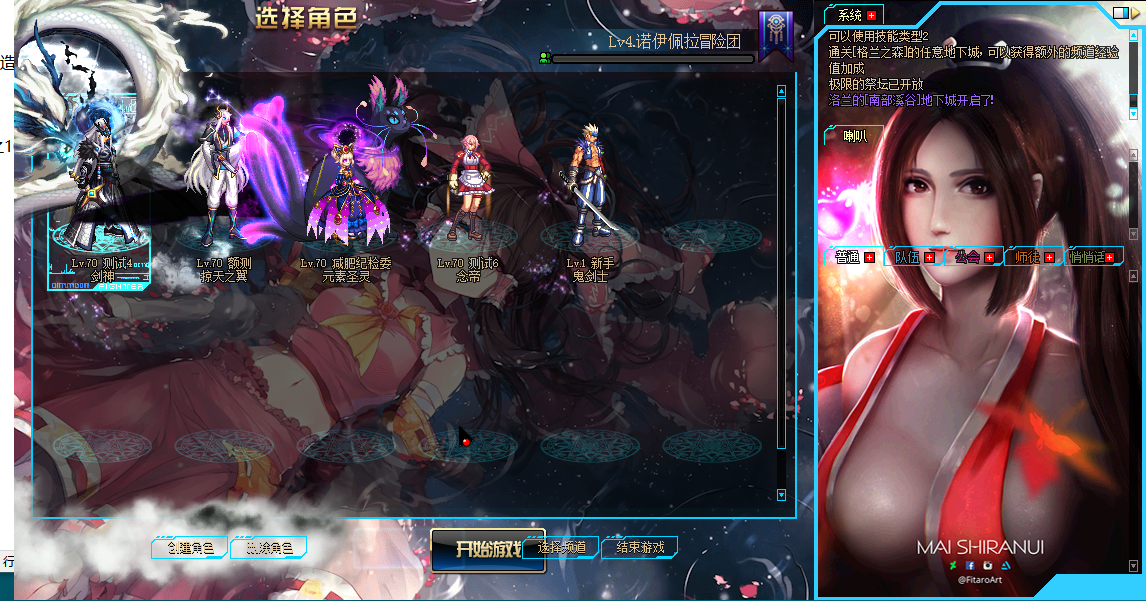 选择角色
Lv4.诺伊佩拉冒险团
造
Lv.70 测试4
剑神
FIGHTER
Lv.70 额测
掠天之翼
Lv.70 减肥纪检委
元素圣灵
Lv.70 测试6
念帝
Lv.1 新手
鬼剑士
创建角色
删除角色
开始游戏
选择频道
结束游戏
行
系统
可以使用技能类型2
通关[格兰之森]的任意地下城, 可以获得额外的频道经验
值加成
极限的祭坛已开放
洛兰的[南部溪谷]地下城开启了!
喇叭
普通
队伍
公会
师徒
悄悄话
MAI SHIRANUI
@FitaroArt